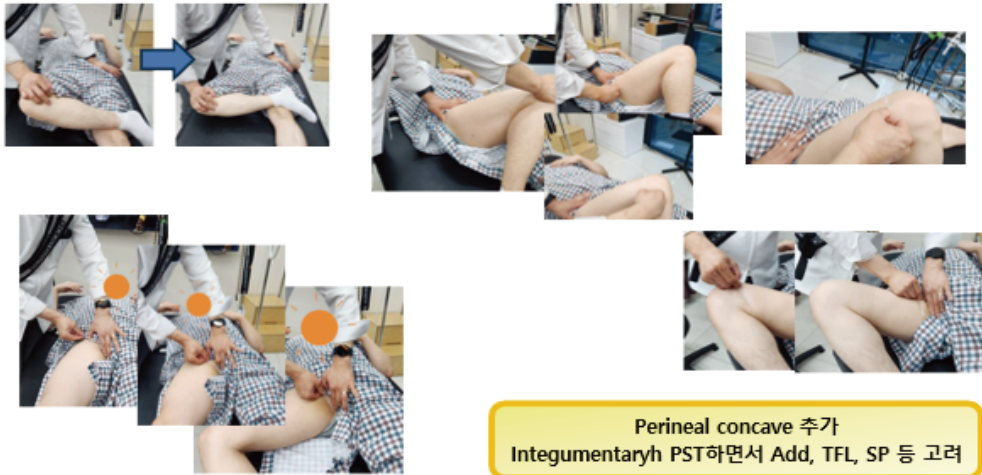 Perineal concave 추가
Integumentaryh PST하면서 Add, TFL, SP 등 고려